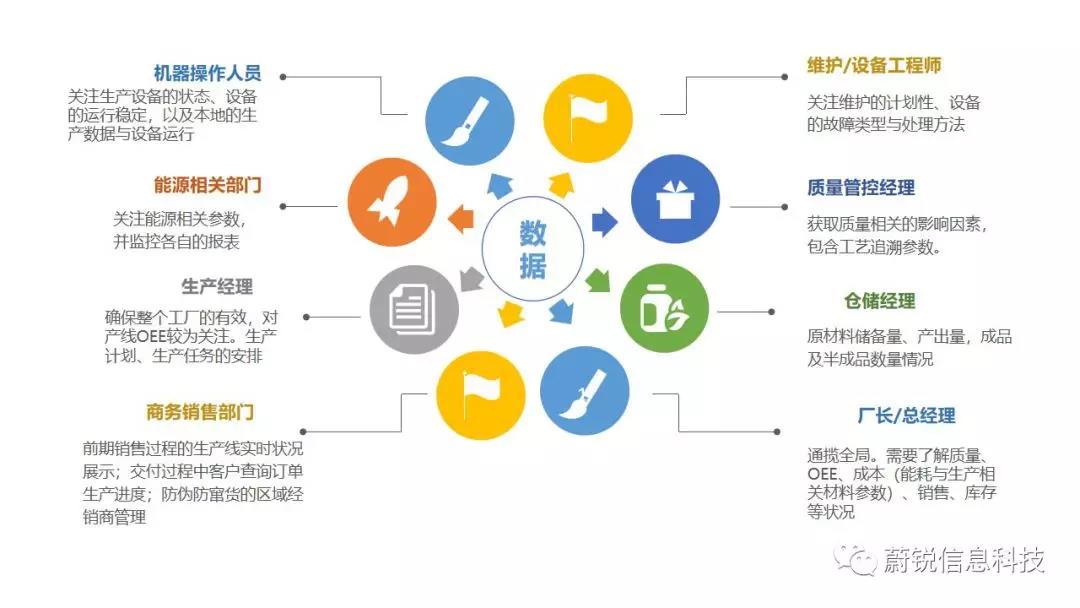 机器操作人员
关注生产设备的状态、设备
的运行稳定，以及本地的生
产数据与设备运行
能源相关部门
关注能源相关参数，
并监控各自的报表
生产经理
确保整个工厂的有效，对
产线OEE较为关注。生产
计划、生产任务的安排
商务销售部门
前期销售过程的生产线实时状况
展示；交付过程中客户查询订单
生产进度；防伪防窜货的区域经
销商管理
数
据
维护/设备工程师
关注维护的计划性、设备
的故障类型与处理方法
质量管控经理
获取质量相关的影响因素，
包含工艺追溯参数。
仓储经理
原材料储备量、产出量，成品
及半成品数量情况
厂长/总经理
通揽全局。需要了解质量、
OEE、成本（能耗与生产相
关材料参数）、销售、库存
等状况
蔚锐信息科技